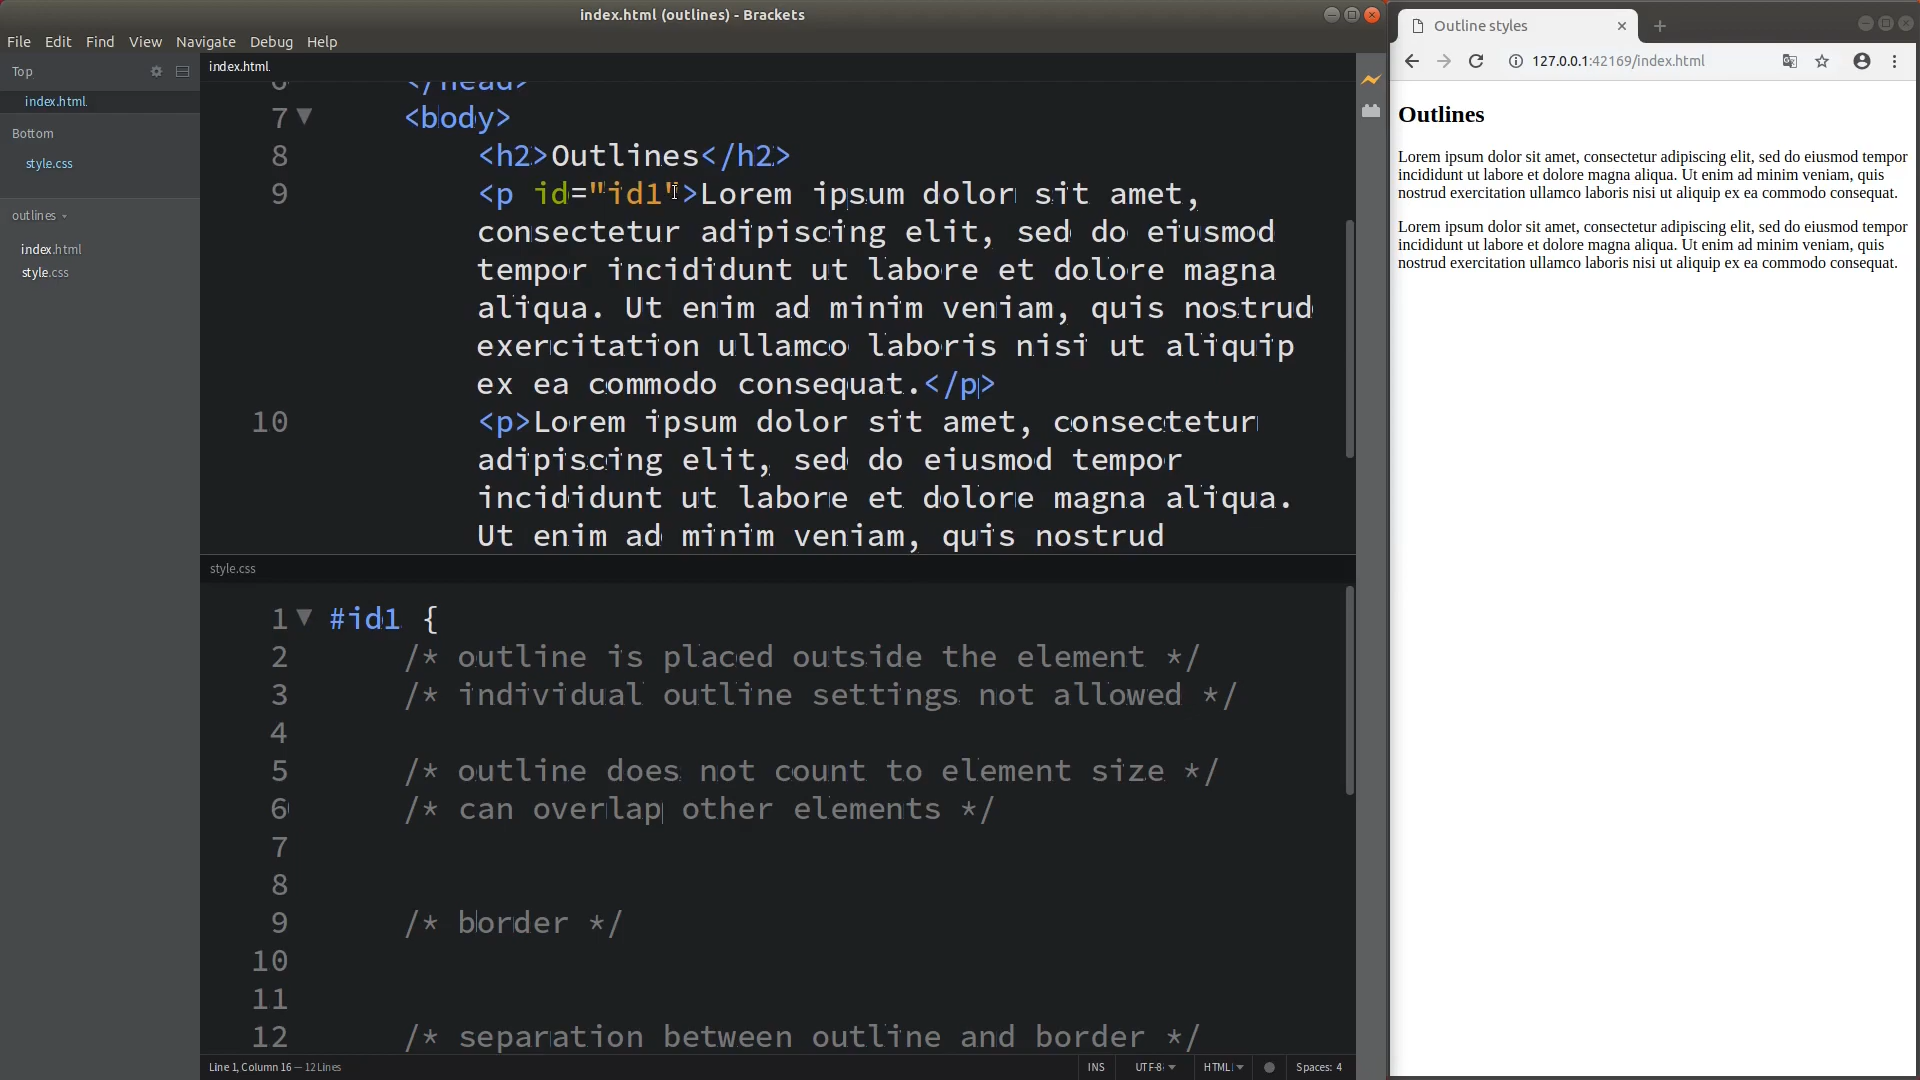 index.html (outlines) - Brackets
File Edit Find View Navigate Debug Help
Top
index.html
Bottom
style.css
outlines
index.html
style.css
index.html
6 </head>
7 <body>
8 <h2>Outlines</h2>
9 <p id="id1">Lorem ipsum dolor sit amet,
consectetur adipiscing elit, sed do eiusmod
tempor incididunt ut labore et dolore magna
aliqua. Ut enim ad minim veniam, quis nostrud
exercitation ullamco laboris nisi ut aliquip
ex ea commodo consequat.</p>
10 <p>Lorem ipsum dolor sit amet, consectetur
adipiscing elit, sed do eiusmod tempor
incididunt ut labore et dolore magna aliqua.
Ut enim ad minim veniam, quis nostrud
style.css
1 #id1 {
2 /* outline is placed outside the element */
3 /* individual outline settings not allowed */
4
5 /* outline does not count to element size */
6 /* can overlap other elements */
7
8
9 /* border */
10
11
12 /* separation between outline and border */
Line 1, Column 16 — 12 Lines
INS UTF-8 HTML Spaces: 4
Outline styles
127.0.0.1:42169/index.html
Outlines
Lorem ipsum dolor sit amet, consectetur adipiscing elit, sed do eiusmod tempor
incididunt ut labore et dolore magna aliqua. Ut enim ad minim veniam, quis
nostrud exercitation ullamco laboris nisi ut aliquip ex ea commodo consequat.
Lorem ipsum dolor sit amet, consectetur adipiscing elit, sed do eiusmod tempor
incididunt ut labore et dolore magna aliqua. Ut enim ad minim veniam, quis
nostrud exercitation ullamco laboris nisi ut aliquip ex ea commodo consequat.